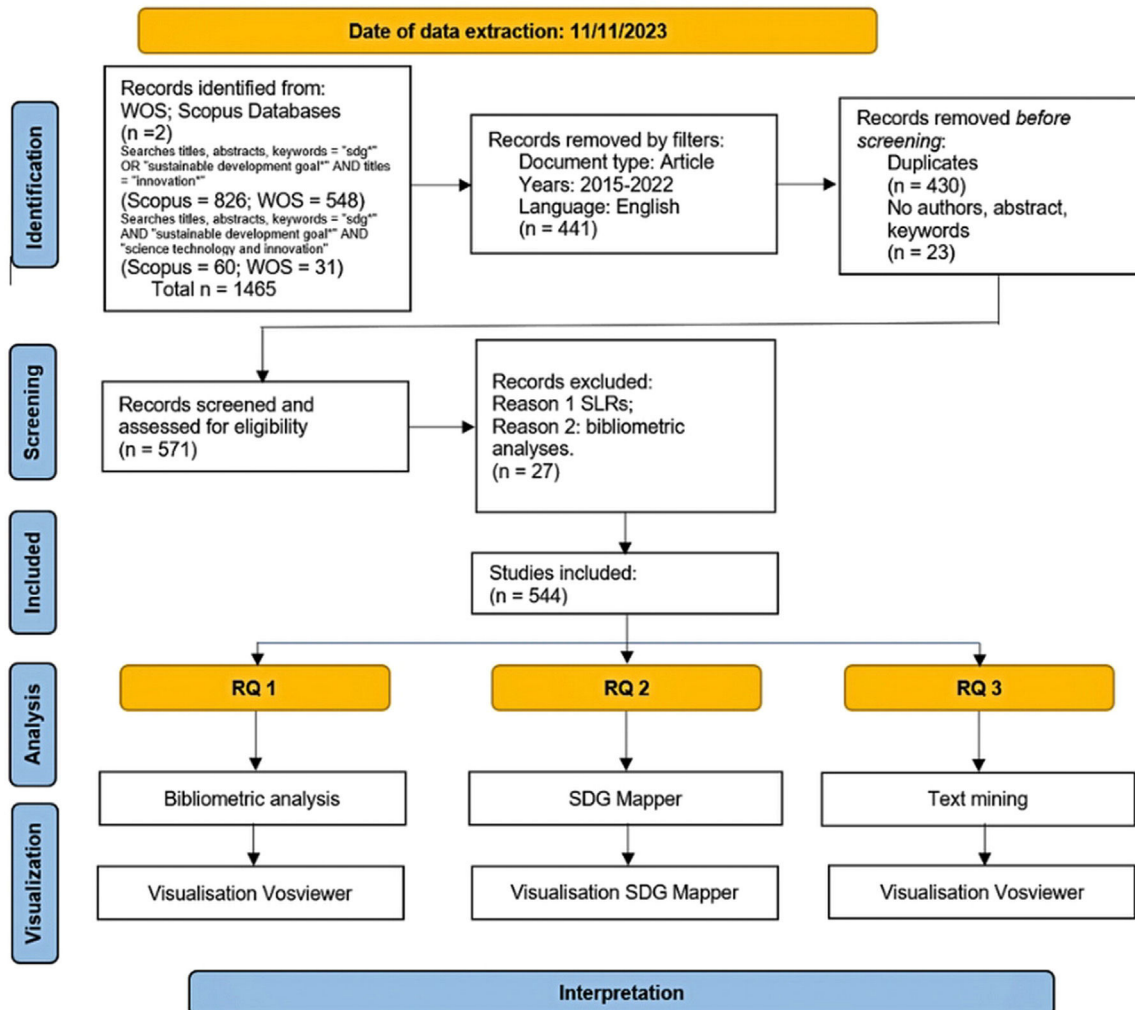 Date of data extraction: 11/11/2023
Identification
Records identified from:
WOS; Scopus Databases
(n =2)
Searches titles, abstracts, keywords = "sdg*"
OR "sustainable development goal*" AND titles
= "innovation*"
(Scopus = 826; WOS = 548)
Searches titles, abstracts, keywords = "sdg*"
AND "sustainable development goal*" AND
"science technology and innovation"
(Scopus = 60; WOS = 31)
Total n = 1465
Records removed by filters:
Document type: Article
Years: 2015-2022
Language: English
(n = 441)
Records removed before
screening:
Duplicates
(n = 430)
No authors, abstract,
keywords
(n = 23)
Screening
Records screened and
assessed for eligibility
(n = 571)
Records excluded:
Reason 1 SLRs;
Reason 2: bibliometric
analyses.
(n = 27)
Included
Studies included:
(n = 544)
Analysis
RQ 1
RQ 2
RQ 3
Bibliometric analysis
SDG Mapper
Text mining
Visualization
Visualisation Vosviewer
Visualisation SDG Mapper
Visualisation Vosviewer
Interpretation